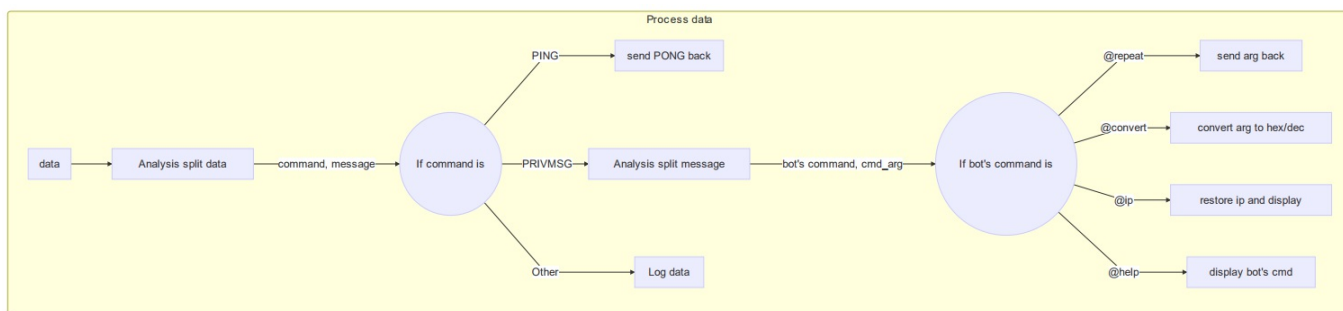 Process data
data
Analysis split data
command, message
If command is
PING
send PONG back
PRIVMSG
Analysis split message
bot's command, cmd_arg
Other
Log data
If bot's command is
@repeat
send arg back
@convert
convert arg to hex/dec
@ip
restore ip and display
@help
display bot's cmd